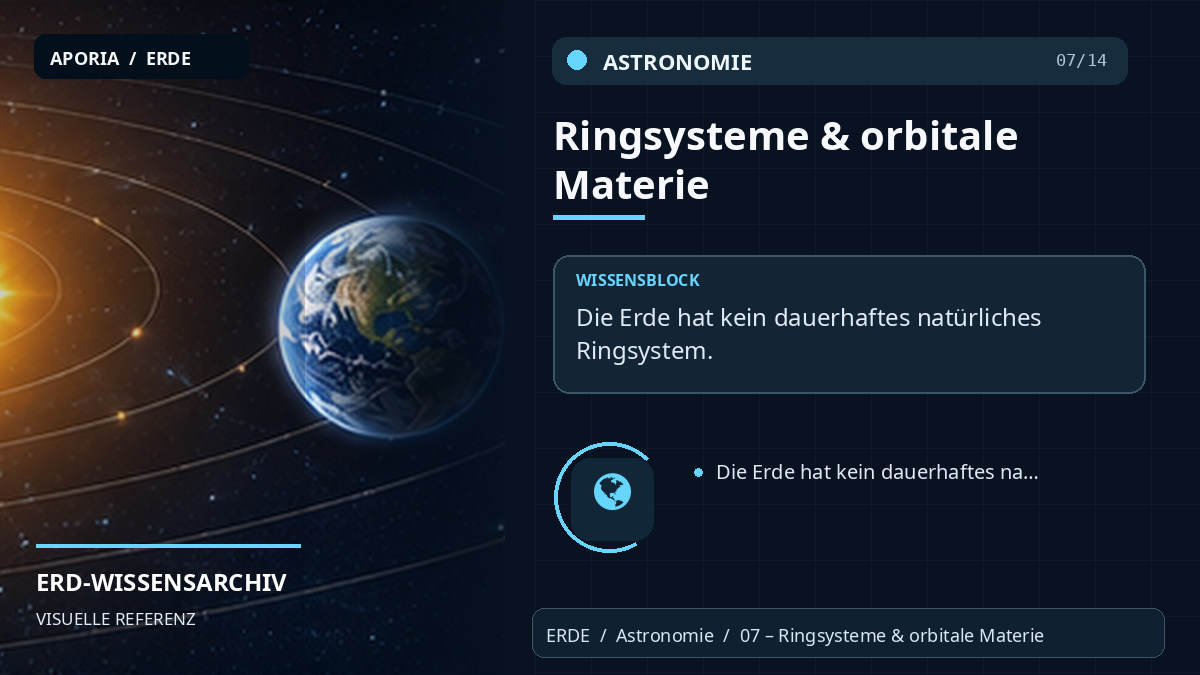 APORIA / ERDE
ASTRONOMIE
07/14
Ringsysteme & orbitale
Materie
WISSENSBLOCK
Die Erde hat kein dauerhaftes natürliches
Ringsystem.
Die Erde hat kein dauerhaftes na...
ERD-WISSENSARCHIV
VISUELLE REFERENZ
ERDE / Astronomie / 07 – Ringsysteme & orbitale Materie